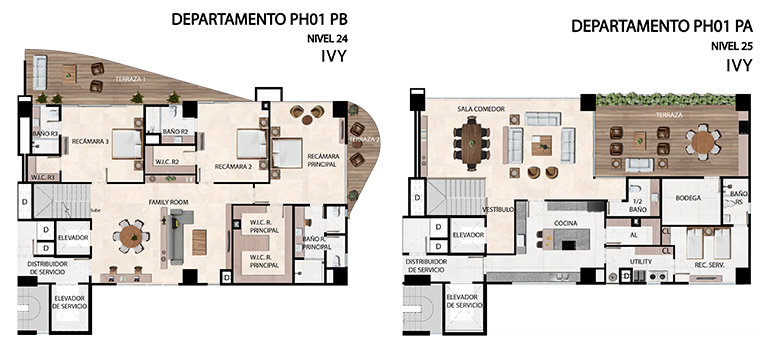 DEPARTAMENTO PH01 PB
NIVEL 24
IVY
TERRAZA 1
BAÑO R3
BAÑO R2
RECÁMARA 3
W.I.C. R2
RECÁMARA 2
RECÁMARA
PRINCIPAL
TERRAZA 2
W.I.C. R3
D
Sube
FAMILY ROOM
W.I.C. R.
PRINCIPAL
BAÑO R.
PRINCIPAL
D
D
ELEVADOR
W.I.C. R.
PRINCIPAL
DISTRIBUIDOR
DE SERVICIO
D
ELEVADOR
DE SERVICIO
DEPARTAMENTO PH01 PA
NIVEL 25
IVY
SALA COMEDOR
TERRAZA
D
VESTÍBULO
1/2
BAÑO
BODEGA
BAÑO
RS
COCINA
D
D
ELEVADOR
AL
CL
CL
DISTRIBUIDOR
DE SERVICIO
UTILITY
REC. SERV.
D
ELEVADOR
DE SERVICIO